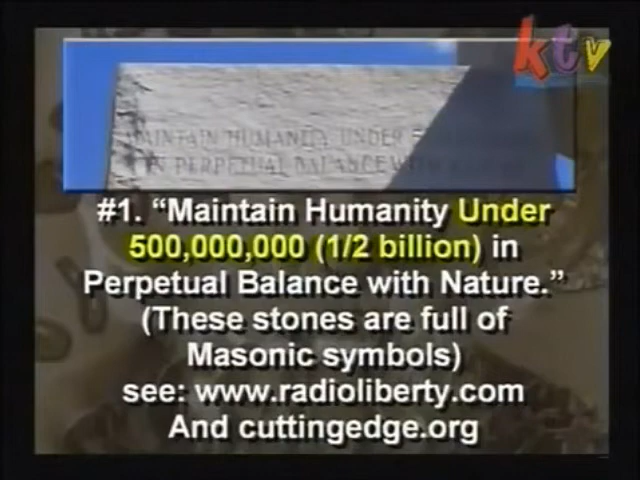 ktv
MAINTAIN HUMANITY UNDER
IN PERPETUAL BALANCE
#1. “Maintain Humanity Under
500,000,000 (1/2 billion) in
Perpetual Balance with Nature.”
(These stones are full of
Masonic symbols)
see: www.radioliberty.com
And cuttingedge.org